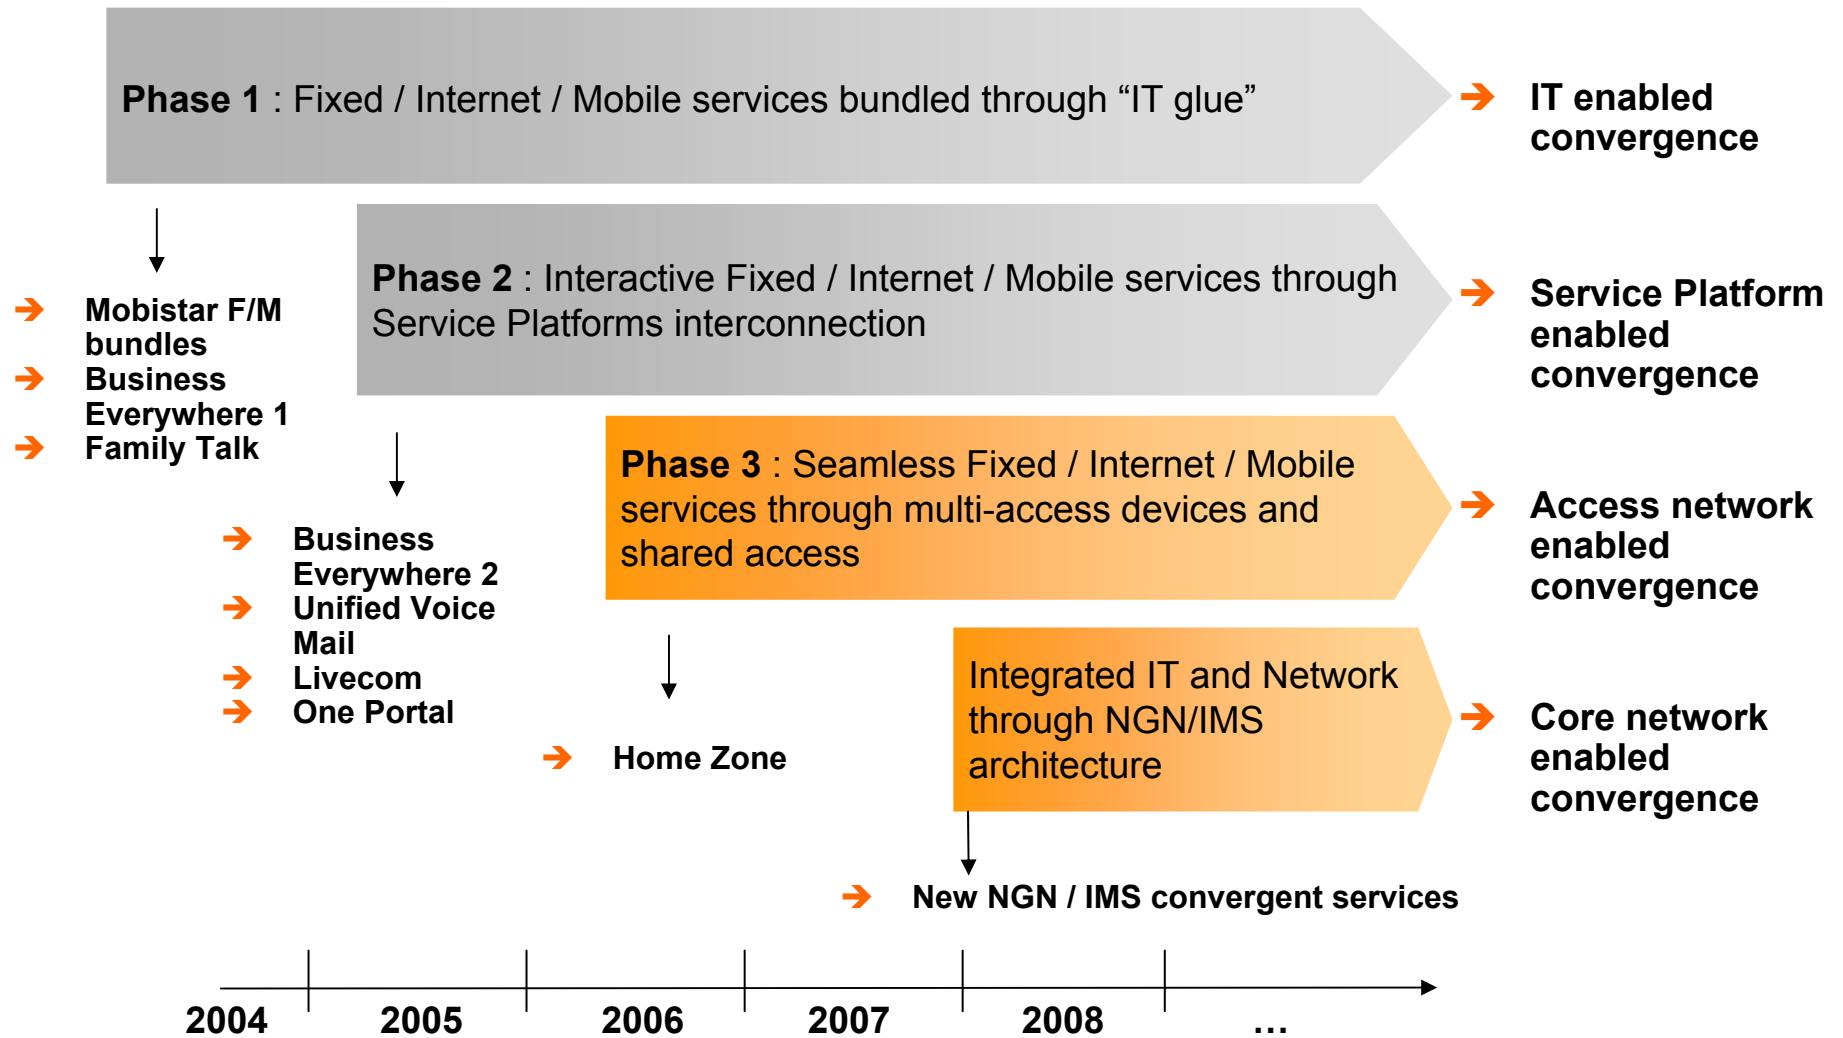 Phase 1 : Fixed / Internet / Mobile services bundled through “IT glue”
IT enabled
convergence
Mobistar F/M
bundles
Business
Everywhere 1
Family Talk
Phase 2 : Interactive Fixed / Internet / Mobile services through
Service Platforms interconnection
Service Platform
enabled
convergence
Business
Everywhere 2
Unified Voice
Mail
Livecom
One Portal
Phase 3 : Seamless Fixed / Internet / Mobile
services through multi-access devices and
shared access
Access network
enabled
convergence
Home Zone
Integrated IT and Network
through NGN/IMS
architecture
Core network
enabled
convergence
New NGN / IMS convergent services
2004 2005 2006 2007 2008 …